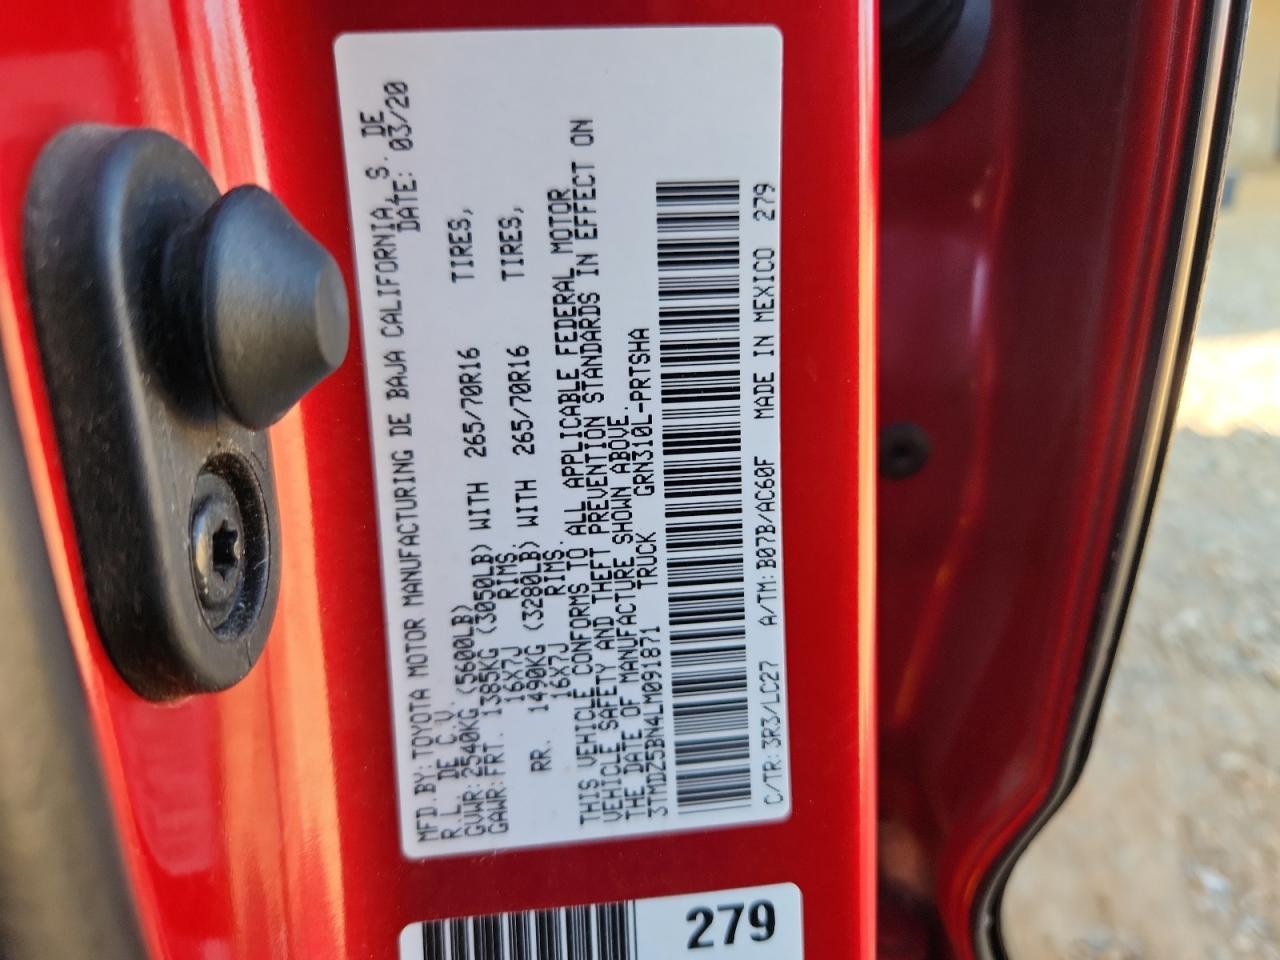 MFD.BY:TOYOTA MOTOR MANUFACTURING DE BAJA CALIFORNIA,S. DE
R.L. DE C.V. DATE: 03/20
GVWR:2540KG (5600LB)
GAWR:FRT. 1385KG (3050LB) WITH 265/70R16 TIRES,
16X7J RIMS.
RR. 1490KG (3280LB) WITH 265/70R16 TIRES,
16X7J RIMS.
THIS VEHICLE CONFORMS TO ALL APPLICABLE FEDERAL MOTOR
VEHICLE SAFETY AND THEFT PREVENTION STANDARDS IN EFFECT ON
THE DATE OF MANUFACTURE SHOWN ABOVE.
3TMDZ5BN4LM091871 TRUCK GRN310L-PRTSHA
C/TR:3R3/LC27 A/TM:B07B/AC60F MADE IN MEXICO 279
279